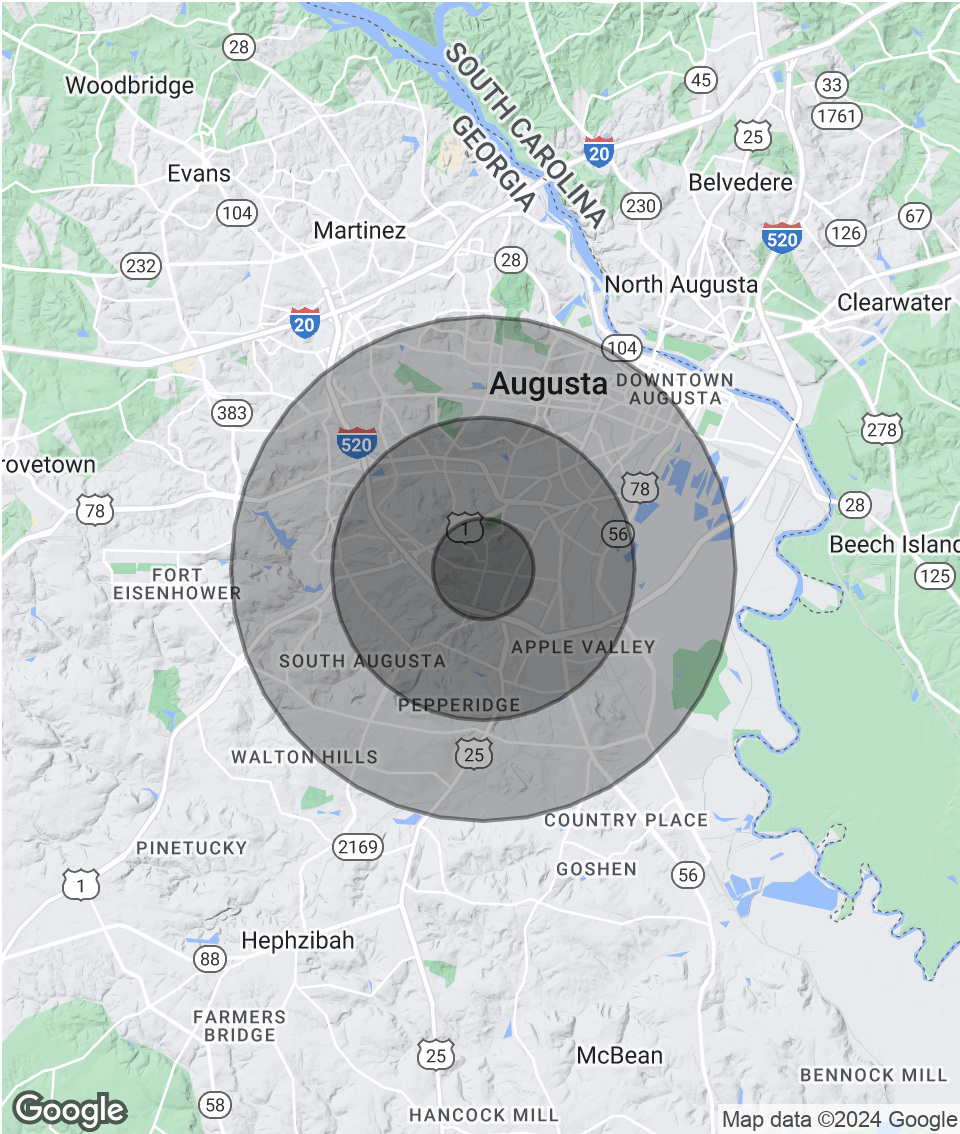 28
45
33
Woodbridge
1761
SOUTH CAROLINA
GEORGIA
25
20
Evans
Belvedere
104
230
67
Martinez
126
520
232
28
North Augusta
Clearwater
20
104
Augusta
DOWNTOWN
AUGUSTA
383
278
520
rovetown
78
78
28
1
56
Beech Island
125
FORT
EISENHOWER
APPLE VALLEY
SOUTH AUGUSTA
PEPPERIDGE
25
WALTON HILLS
COUNTRY PLACE
PINETUCKY
2169
GOSHEN
56
1
Hephzibah
88
FARMERS
BRIDGE
25
McBean
BENNOCK MILL
58
Google
HANCOCK MILL
Map data ©2024 Google